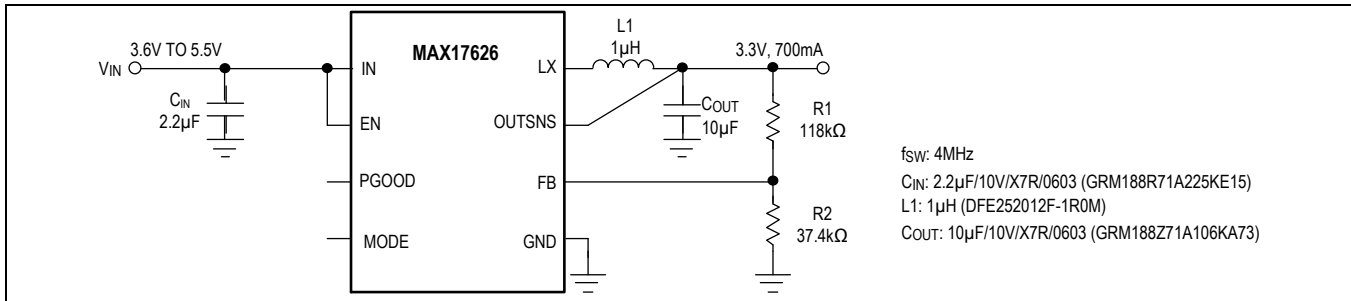 L1
1µH
3.6V TO 5.5V
MAX17626
3.3V, 700mA
VIN
IN
LX
CIN
2.2µF
COUT
10µF
R1
118kΩ
EN
OUTSNS
PGOOD
FB
R2
37.4kΩ
MODE
GND
fSW: 4MHz
CIN: 2.2µF/10V/X7R/0603 (GRM188R71A225KE15)
L1: 1µH (DFE252012F-1R0M)
COUT: 10µF/10V/X7R/0603 (GRM188Z71A106KA73)